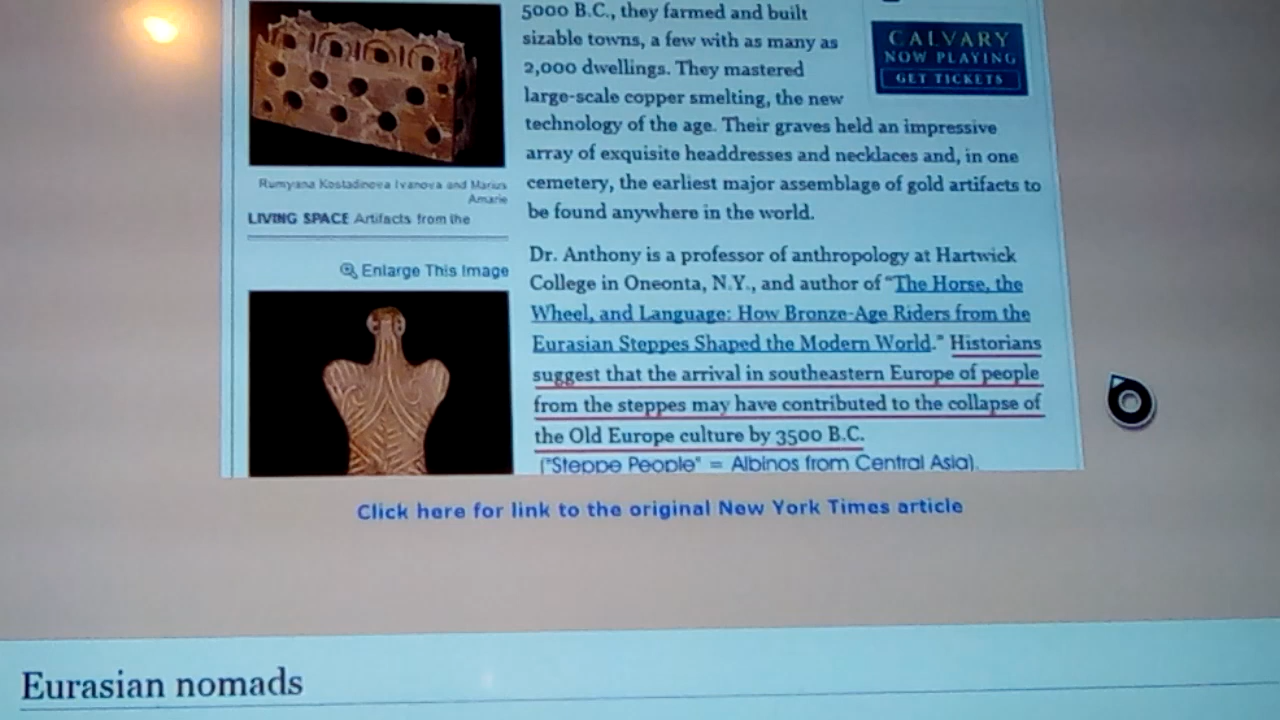 5000 B.C., they farmed and built
sizable towns, a few with as many as
2,000 dwellings. They mastered
large-scale copper smelting, the new
technology of the age. Their graves held an impressive
array of exquisite headdresses and necklaces and, in one
cemetery, the earliest major assemblage of gold artifacts to
be found anywhere in the world.
CALVARY
NOW PLAYING
GET TICKETS
Rumyana Kostadinova Ivanova and Marius
Amarie
LIVING SPACE Artifacts from the
Enlarge This Image
Dr. Anthony is a professor of anthropology at Hartwick
College in Oneonta, N.Y., and author of “The Horse, the
Wheel, and Language: How Bronze-Age Riders from the
Eurasian Steppes Shaped the Modern World.” Historians
suggest that the arrival in southeastern Europe of people
from the steppes may have contributed to the collapse of
the Old Europe culture by 3500 B.C.
("Steppe People" = Albinos from Central Asia).
Click here for link to the original New York Times article
Eurasian nomads